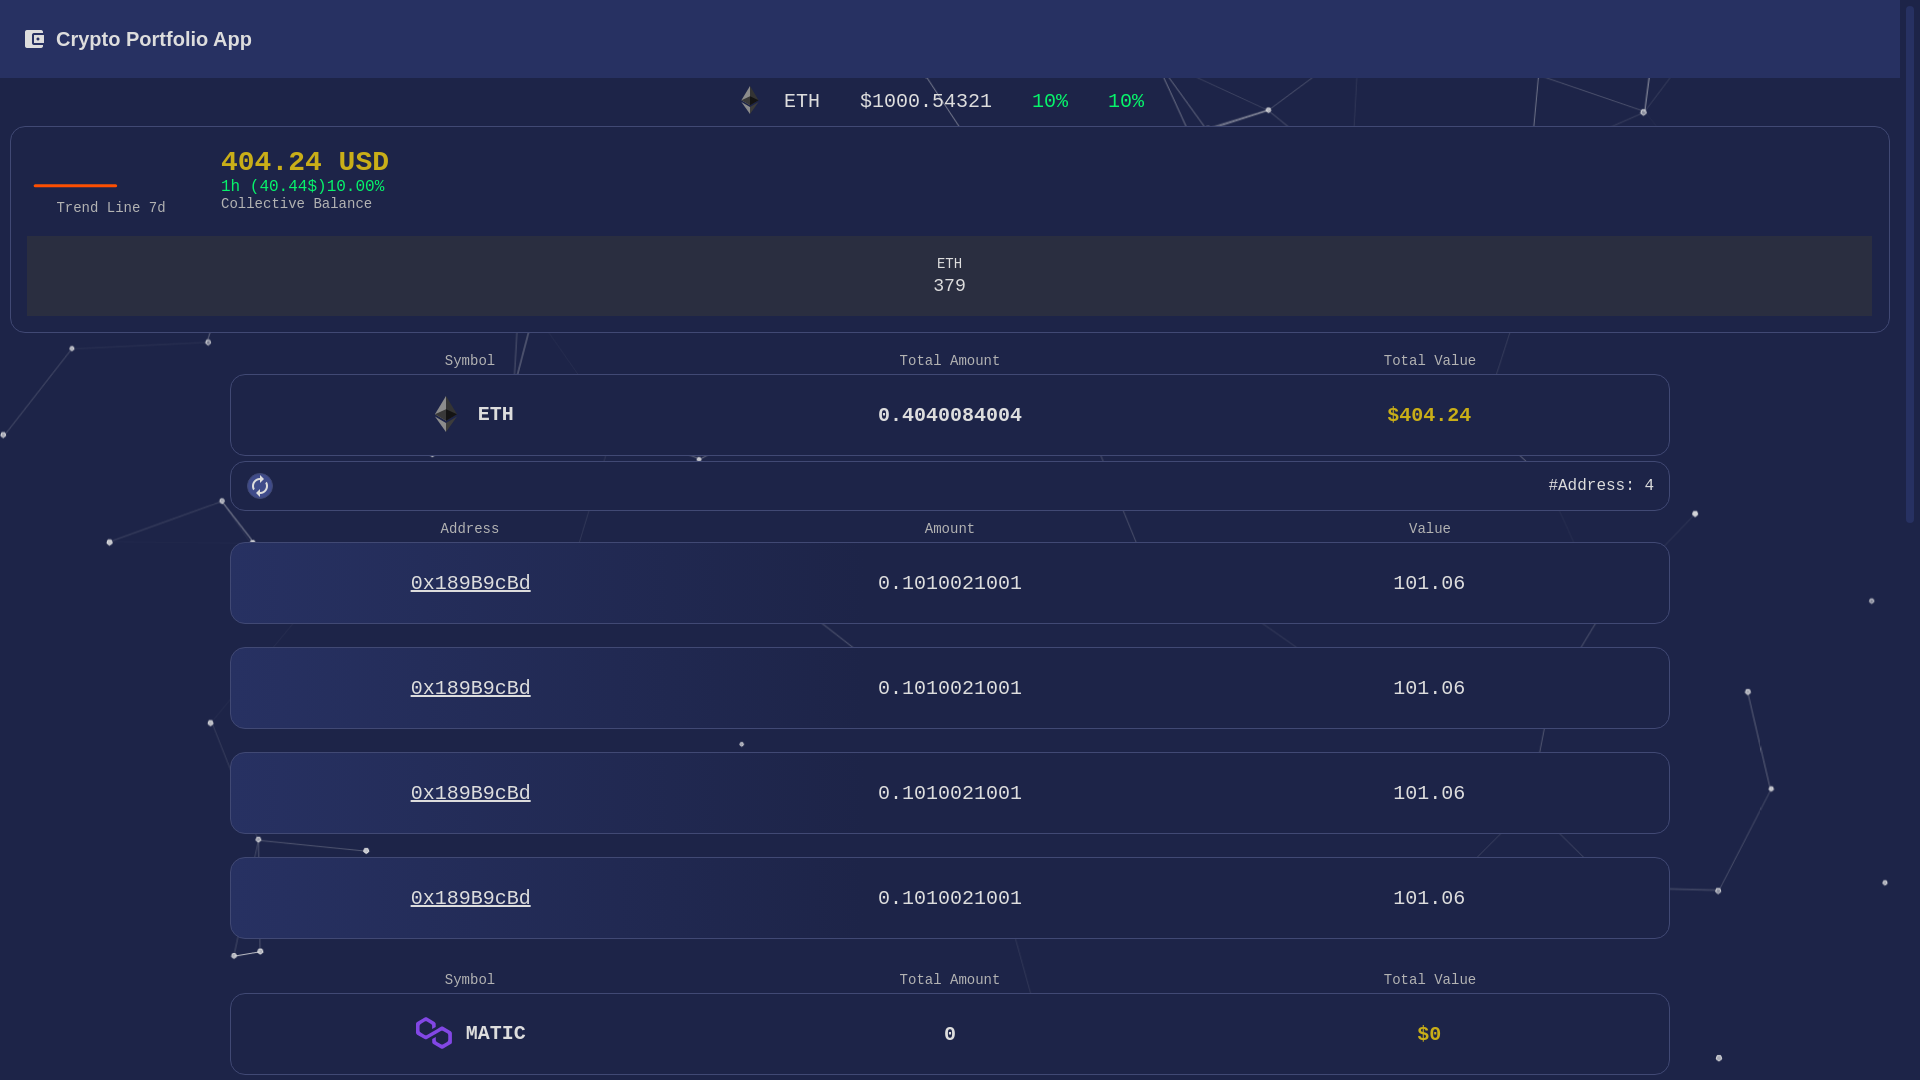 Crypto Portfolio App
ETH $1000.54321 10% 10%
404.24 USD
1h (40.44$)10.00%
Collective Balance
Trend Line 7d
ETH
379
Symbol Total Amount Total Value
ETH 0.4040084004 $404.24
#Address: 4
Address Amount Value
0x189B9cBd 0.1010021001 101.06
0x189B9cBd 0.1010021001 101.06
0x189B9cBd 0.1010021001 101.06
0x189B9cBd 0.1010021001 101.06
Symbol Total Amount Total Value
MATIC 0 $0